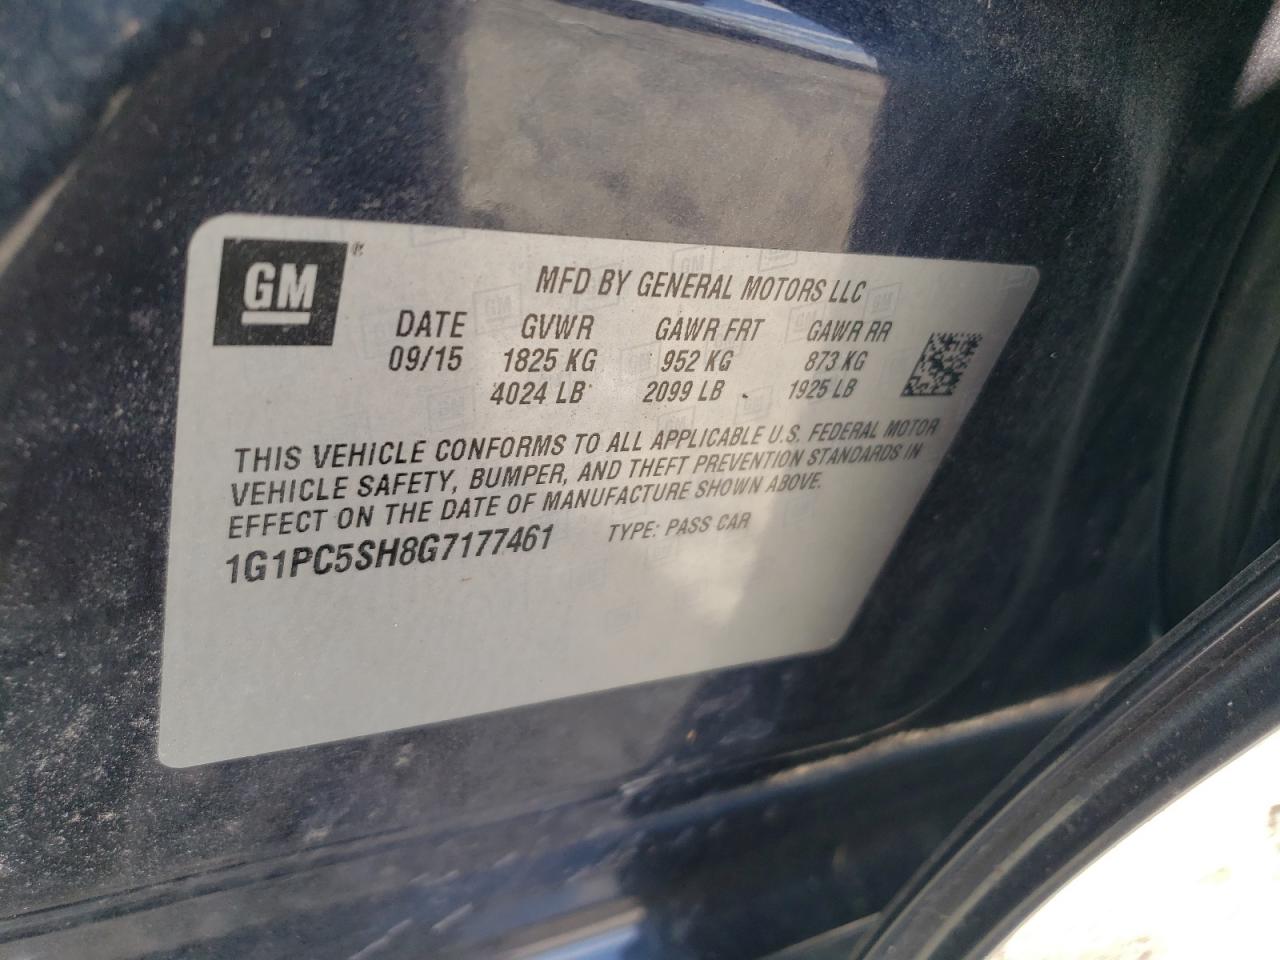 GM®
MFD BY GENERAL MOTORS LLC
DATE GVWR GAWR FRT GAWR RR
09/15 1825 KG 952 KG 873 KG
4024 LB 2099 LB 1925 LB
THIS VEHICLE CONFORMS TO ALL APPLICABLE U.S. FEDERAL MOTOR
VEHICLE SAFETY, BUMPER, AND THEFT PREVENTION STANDARDS IN
EFFECT ON THE DATE OF MANUFACTURE SHOWN ABOVE.
1G1PC5SH8G7177461 TYPE: PASS CAR